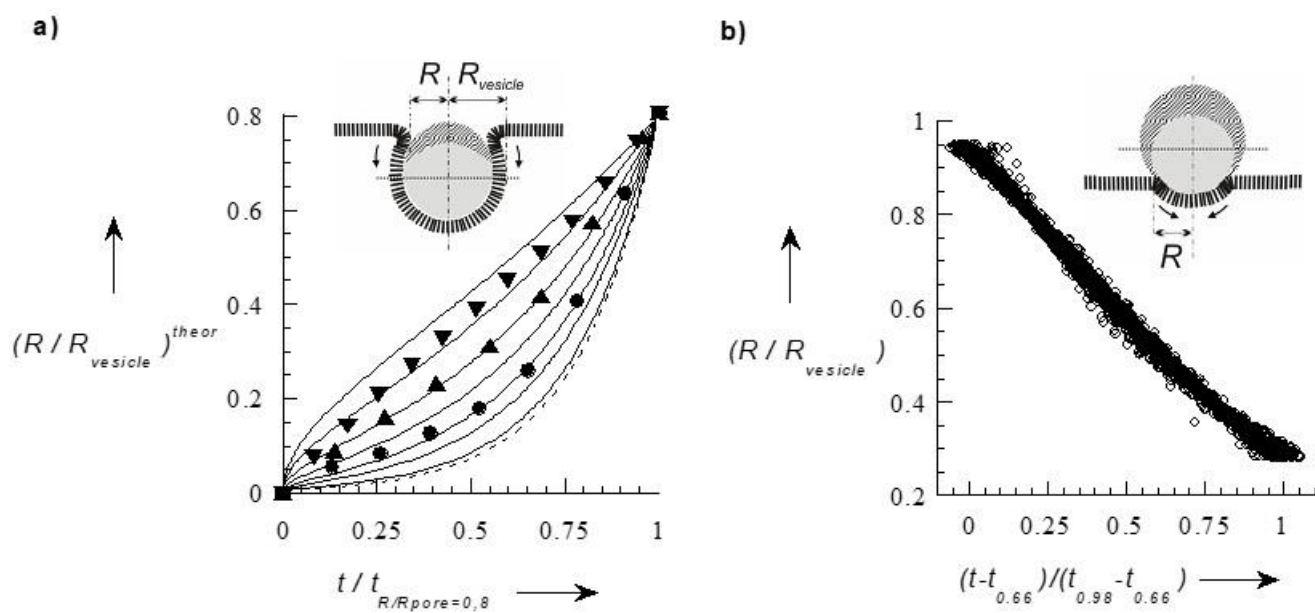 a)
R R vesicle
0.8
0.6
0.4
0.2
0
(R / R vesicle ) theor
0 0.25 0.5 0.75 1
t / t R/Rpore=0,8
b)
1
0.8
0.6
0.4
0.2
R
(R / R vesicle )
0 0.25 0.5 0.75 1
(t-t 0.66 )/(t 0.98 -t 0.66 )